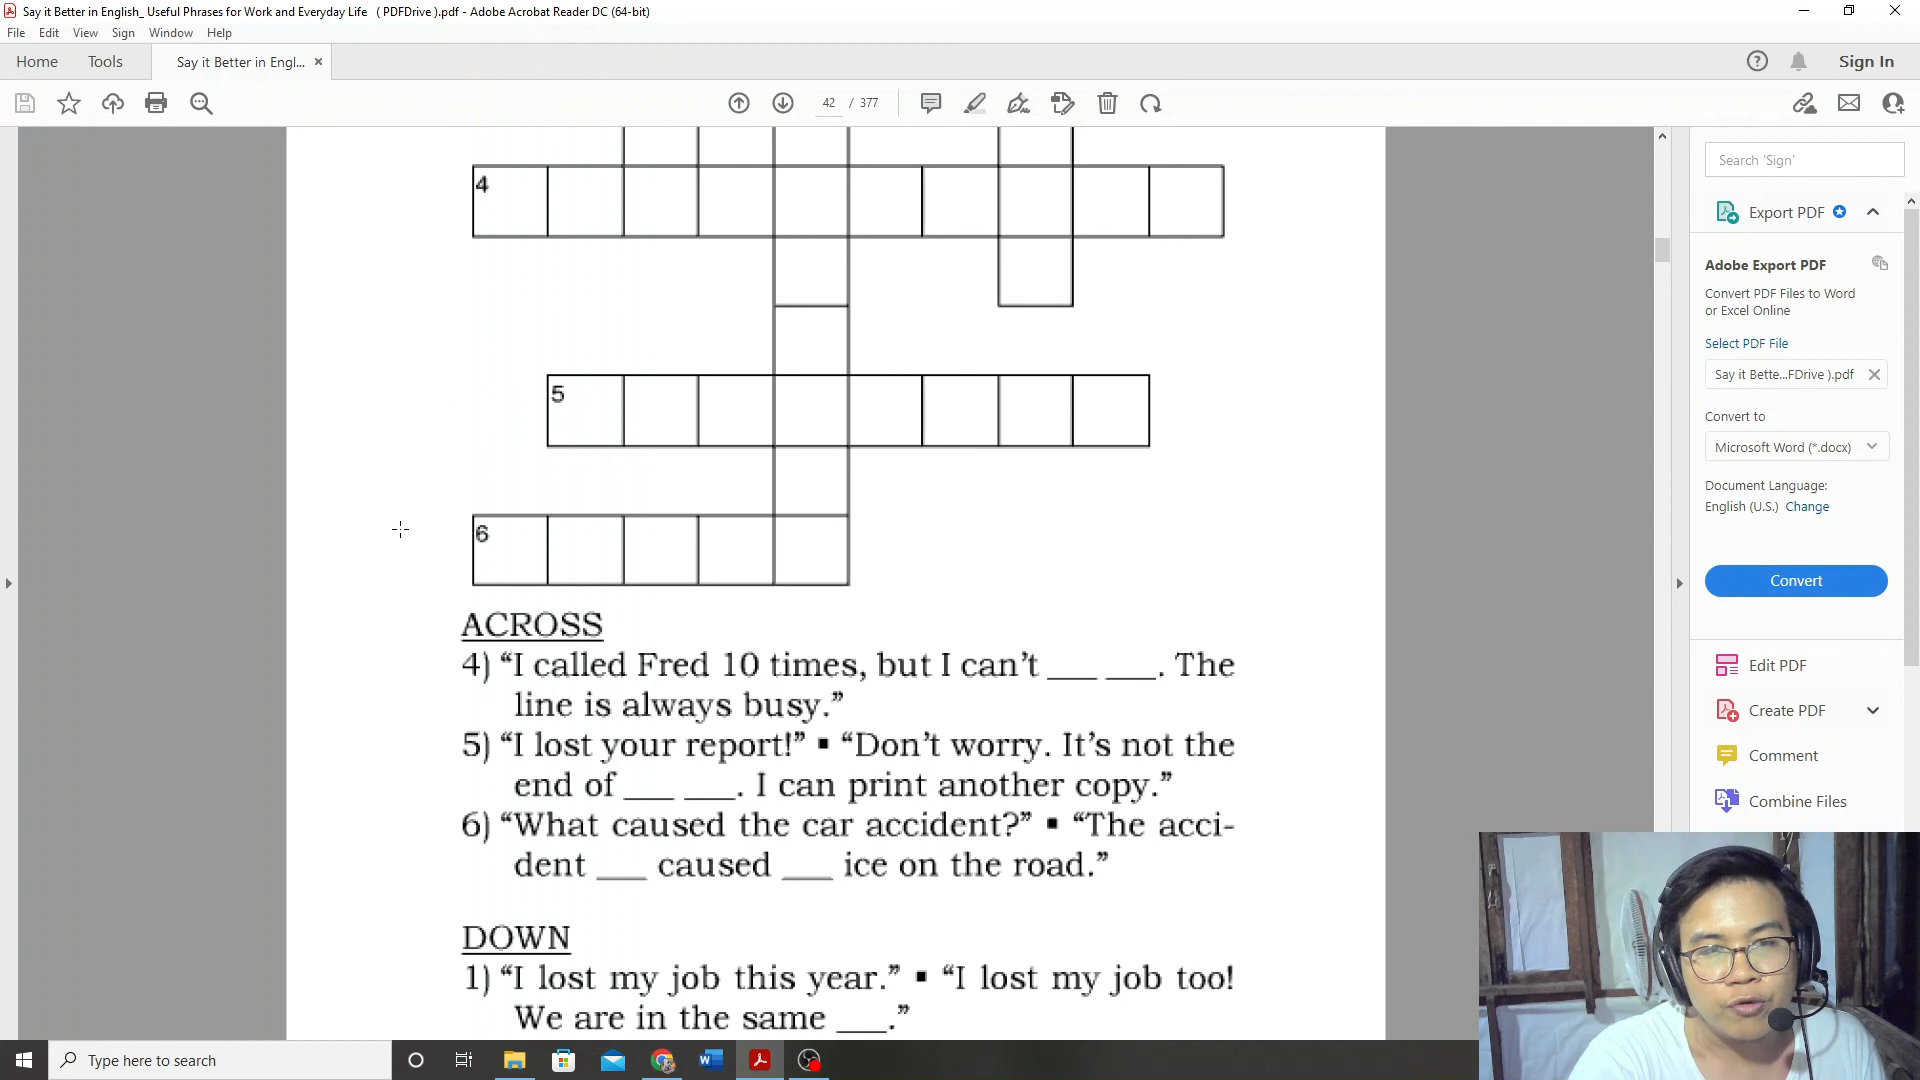 Say it Better in English_ Useful Phrases for Work and Everyday Life ( PDFDrive ).pdf - Adobe Acrobat Reader DC (64-bit)
File Edit View Sign Window Help
Home Tools Say it Better in Engl... × Sign In
42 / 377
Search 'Sign'
Export PDF
Adobe Export PDF
Convert PDF Files to Word
or Excel Online
Select PDF File
Say it Bette...FDrive ).pdf
Convert to
Microsoft Word (*.docx)
Document Language:
English (U.S.) Change
Convert
Edit PDF
Create PDF
Comment
Combine Files
4
5
6
ACROSS
4) “I called Fred 10 times, but I can’t ___ ___. The
line is always busy.”
5) “I lost your report!” ▪ “Don’t worry. It’s not the
end of ___ ___. I can print another copy.”
6) “What caused the car accident?” ▪ “The acci-
dent ___ caused ___ ice on the road.”
DOWN
1) “I lost my job this year.” ▪ “I lost my job too!
We are in the same ___.”
Type here to search